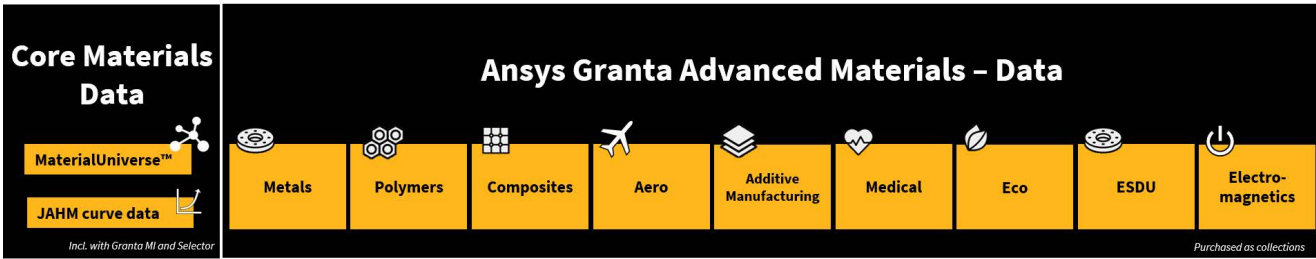 Core Materials
Data
MaterialUniverse™
JAHM curve data
Incl. with Granta MI and Selector
Ansys Granta Advanced Materials – Data
Metals
Polymers
Composites
Aero
Additive
Manufacturing
Medical
Eco
ESDU
Electro-
magnetics
Purchased as collections